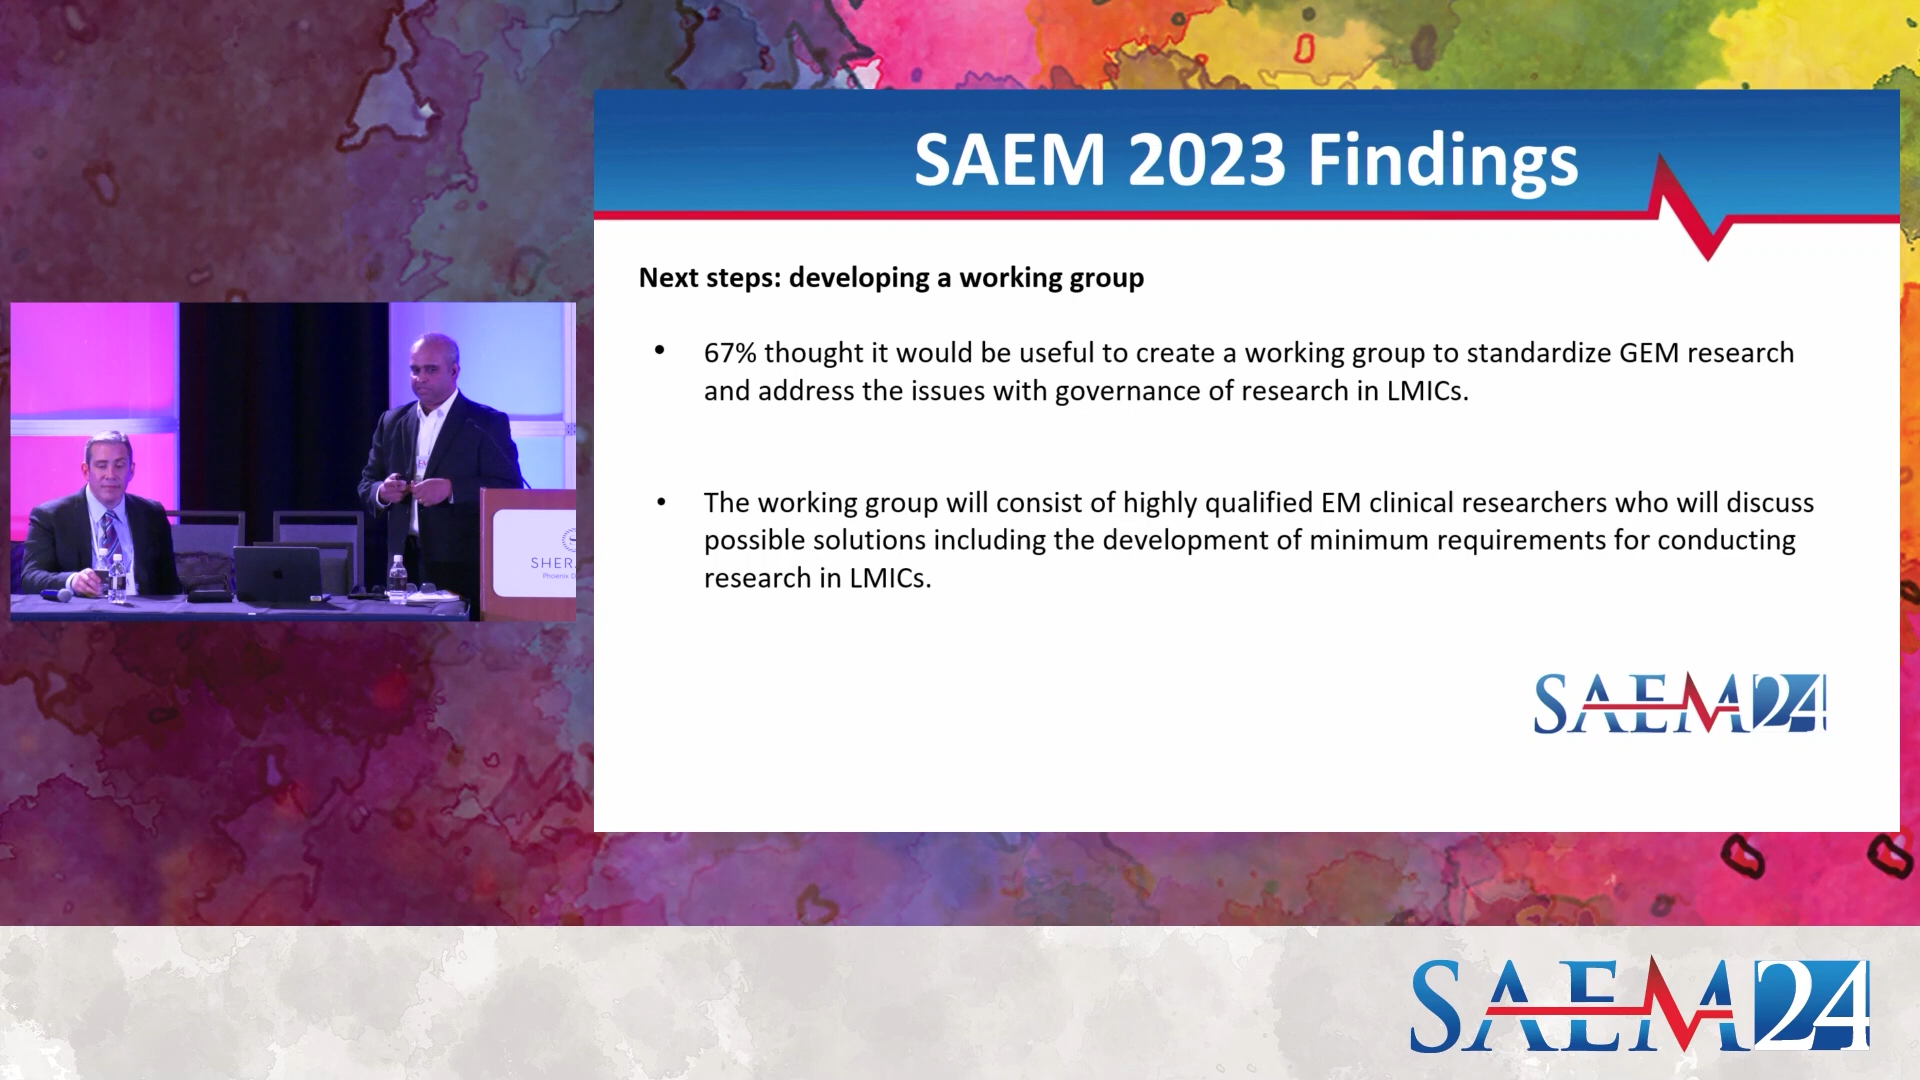 SAEM 2023 Findings
Next steps: developing a working group
• 67% thought it would be useful to create a working group to standardize GEM research
and address the issues with governance of research in LMICs.
• The working group will consist of highly qualified EM clinical researchers who will discuss
possible solutions including the development of minimum requirements for conducting
research in LMICs.
SAEM24
SHER
Phoenix D
SAEM24